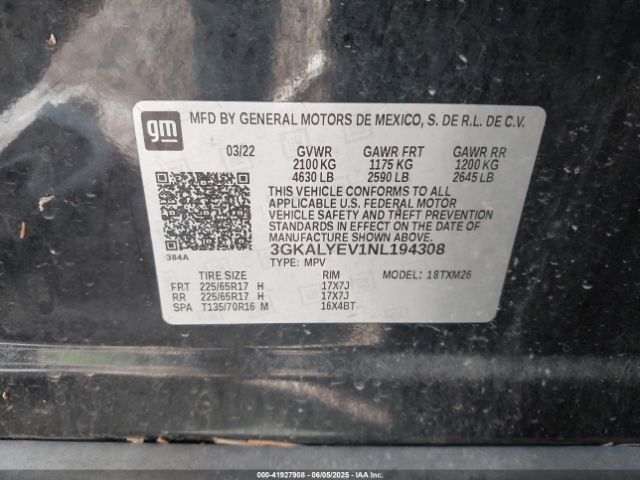 gm
MFD BY GENERAL MOTORS DE MEXICO, S. DE R.L. DE C.V.
03/22 GVWR GAWR FRT GAWR RR
2100 KG 1175 KG 1200 KG
4630 LB 2590 LB 2645 LB
THIS VEHICLE CONFORMS TO ALL
APPLICABLE U.S. FEDERAL MOTOR
VEHICLE SAFETY AND THEFT PREVENTION
STANDARDS IN EFFECT ON THE DATE OF
MANUFACTURE SHOWN ABOVE.
384A
3GKALYEV1NL194308
TYPE: MPV MODEL: 18TXM26
TIRE SIZE RIM
FRT 225/65R17 H 17X7J
RR 225/65R17 H 17X7J
SPA T135/70R16 M 16X4BT
000-41927908 | 06/05/2025 - IAAI.COM